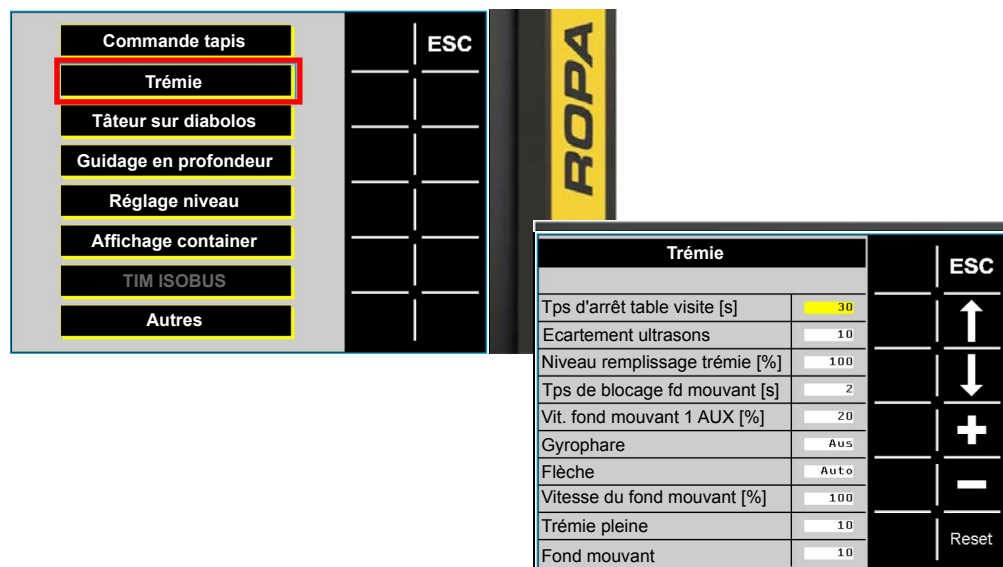 Commande tapis
ESC
Trémie
Tâteur sur diabolos
Guidage en profondeur
Réglage niveau
Affichage container
TIM ISOBUS
Autres
ROPA
Trémie
ESC
Tps d'arrêt table visite [s] 30
Ecartement ultrasons 10
Niveau remplissage trémie [%] 100
Tps de blocage fd mouvant [s] 2
Vit. fond mouvant 1 AUX [%] 20
Gyrophare Aus
Flèche Auto
Vitesse du fond mouvant [%] 100
Trémie pleine 10
Reset
Fond mouvant 10